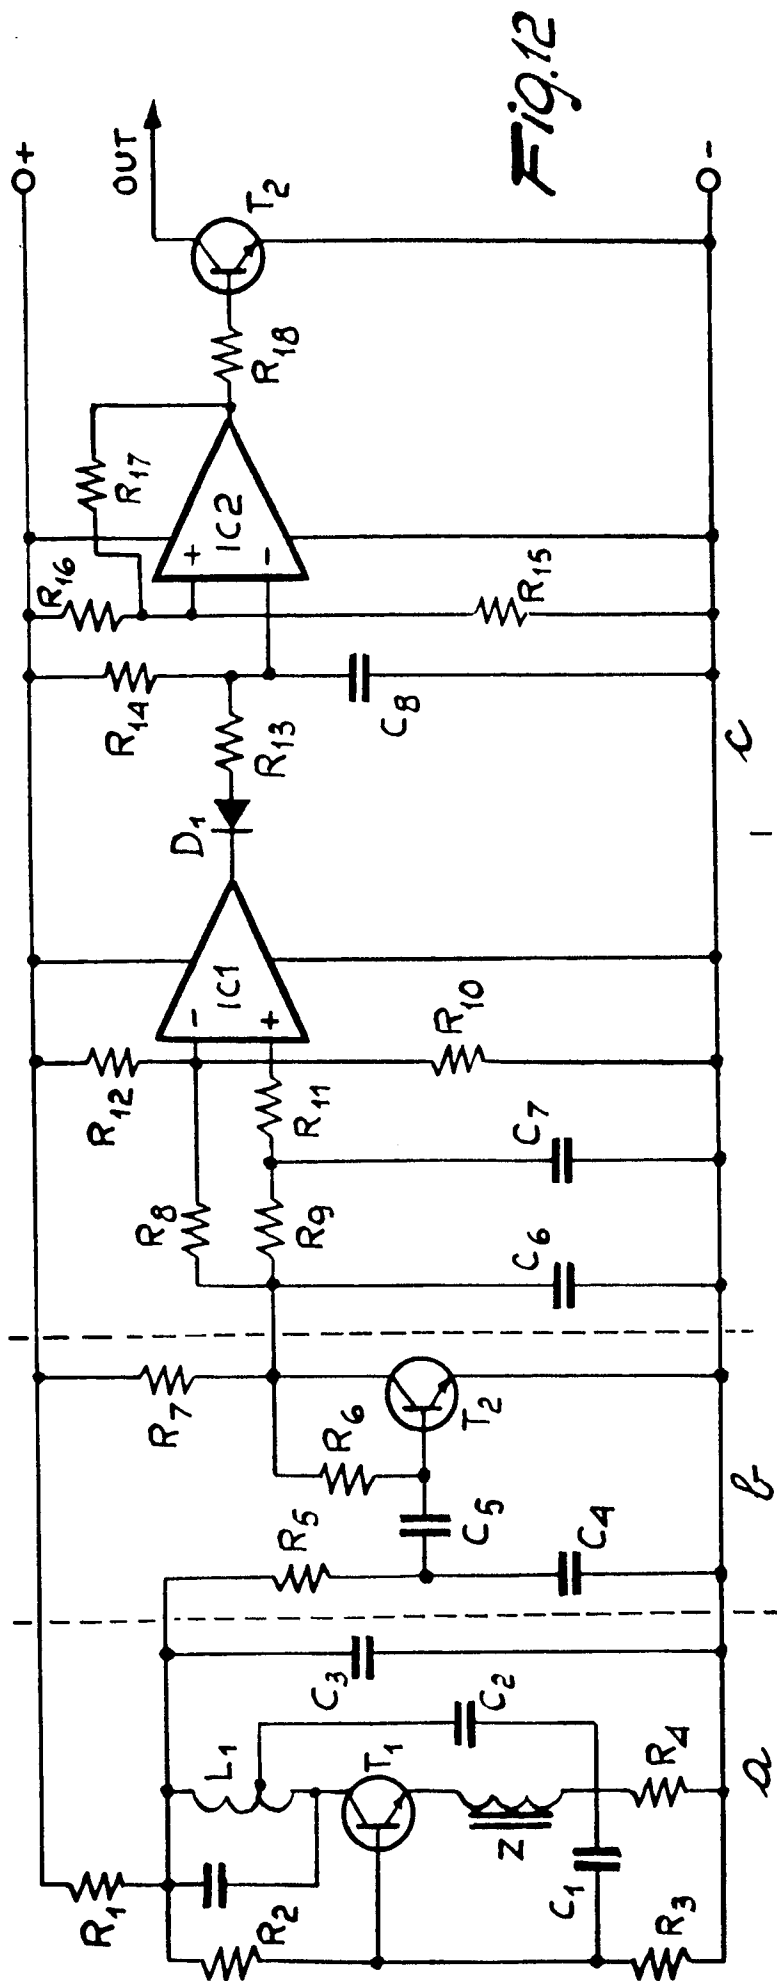 +
OUT
T2
Fig.12
-
R18
R17
IC2
+
-
R16
R15
R14
R13
C8
D1
c
IC1
-
+
R12
R11
R10
R8
R9
C7
C6
R7
R6
T2
R5
C5
C4
b
C3
C2
L1
T1
Z
R4
R1
R2
C1
R3
a